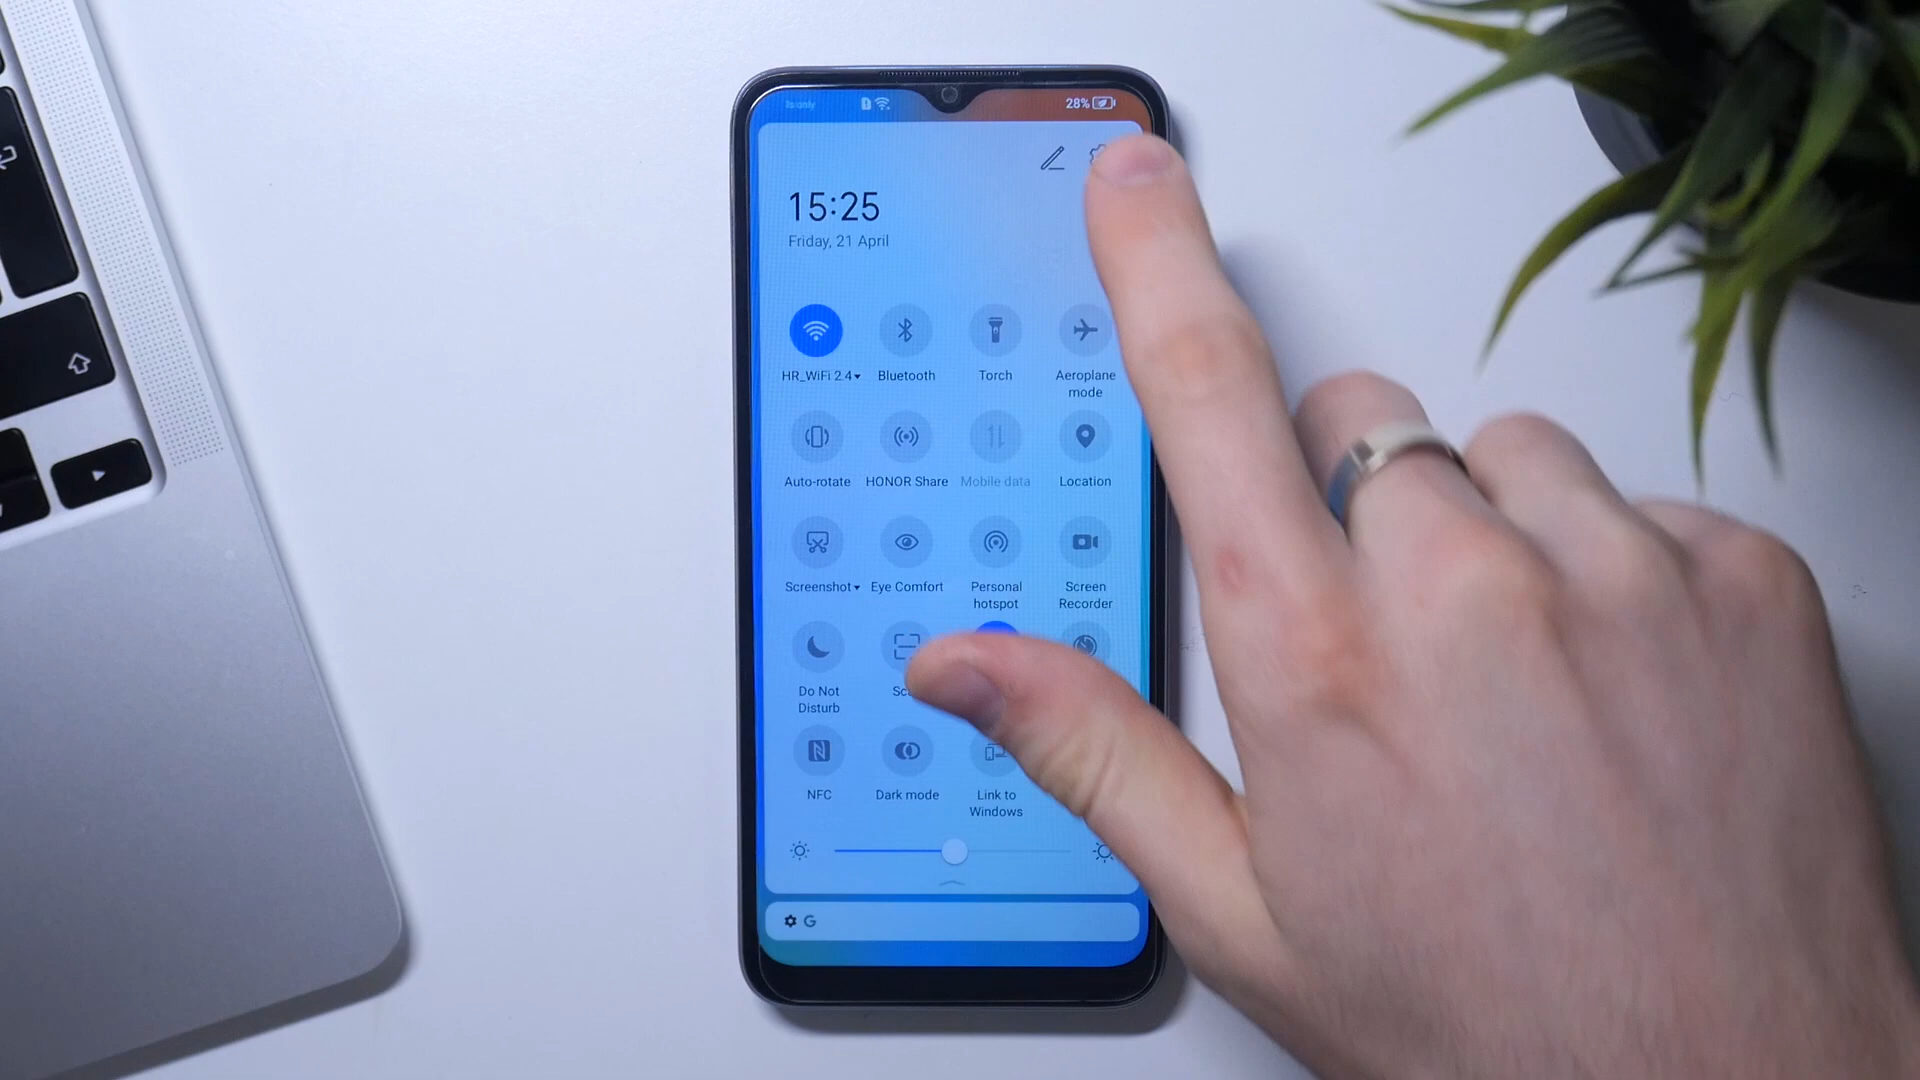 28%
15:25
Friday, 21 April
HR_WiFi 2.4 Bluetooth Torch Aeroplane
mode
Auto-rotate HONOR Share Mobile data Location
Screenshot Eye Comfort Personal Screen
hotspot Recorder
Do Not
Disturb
NFC Dark mode Link to
Windows
G